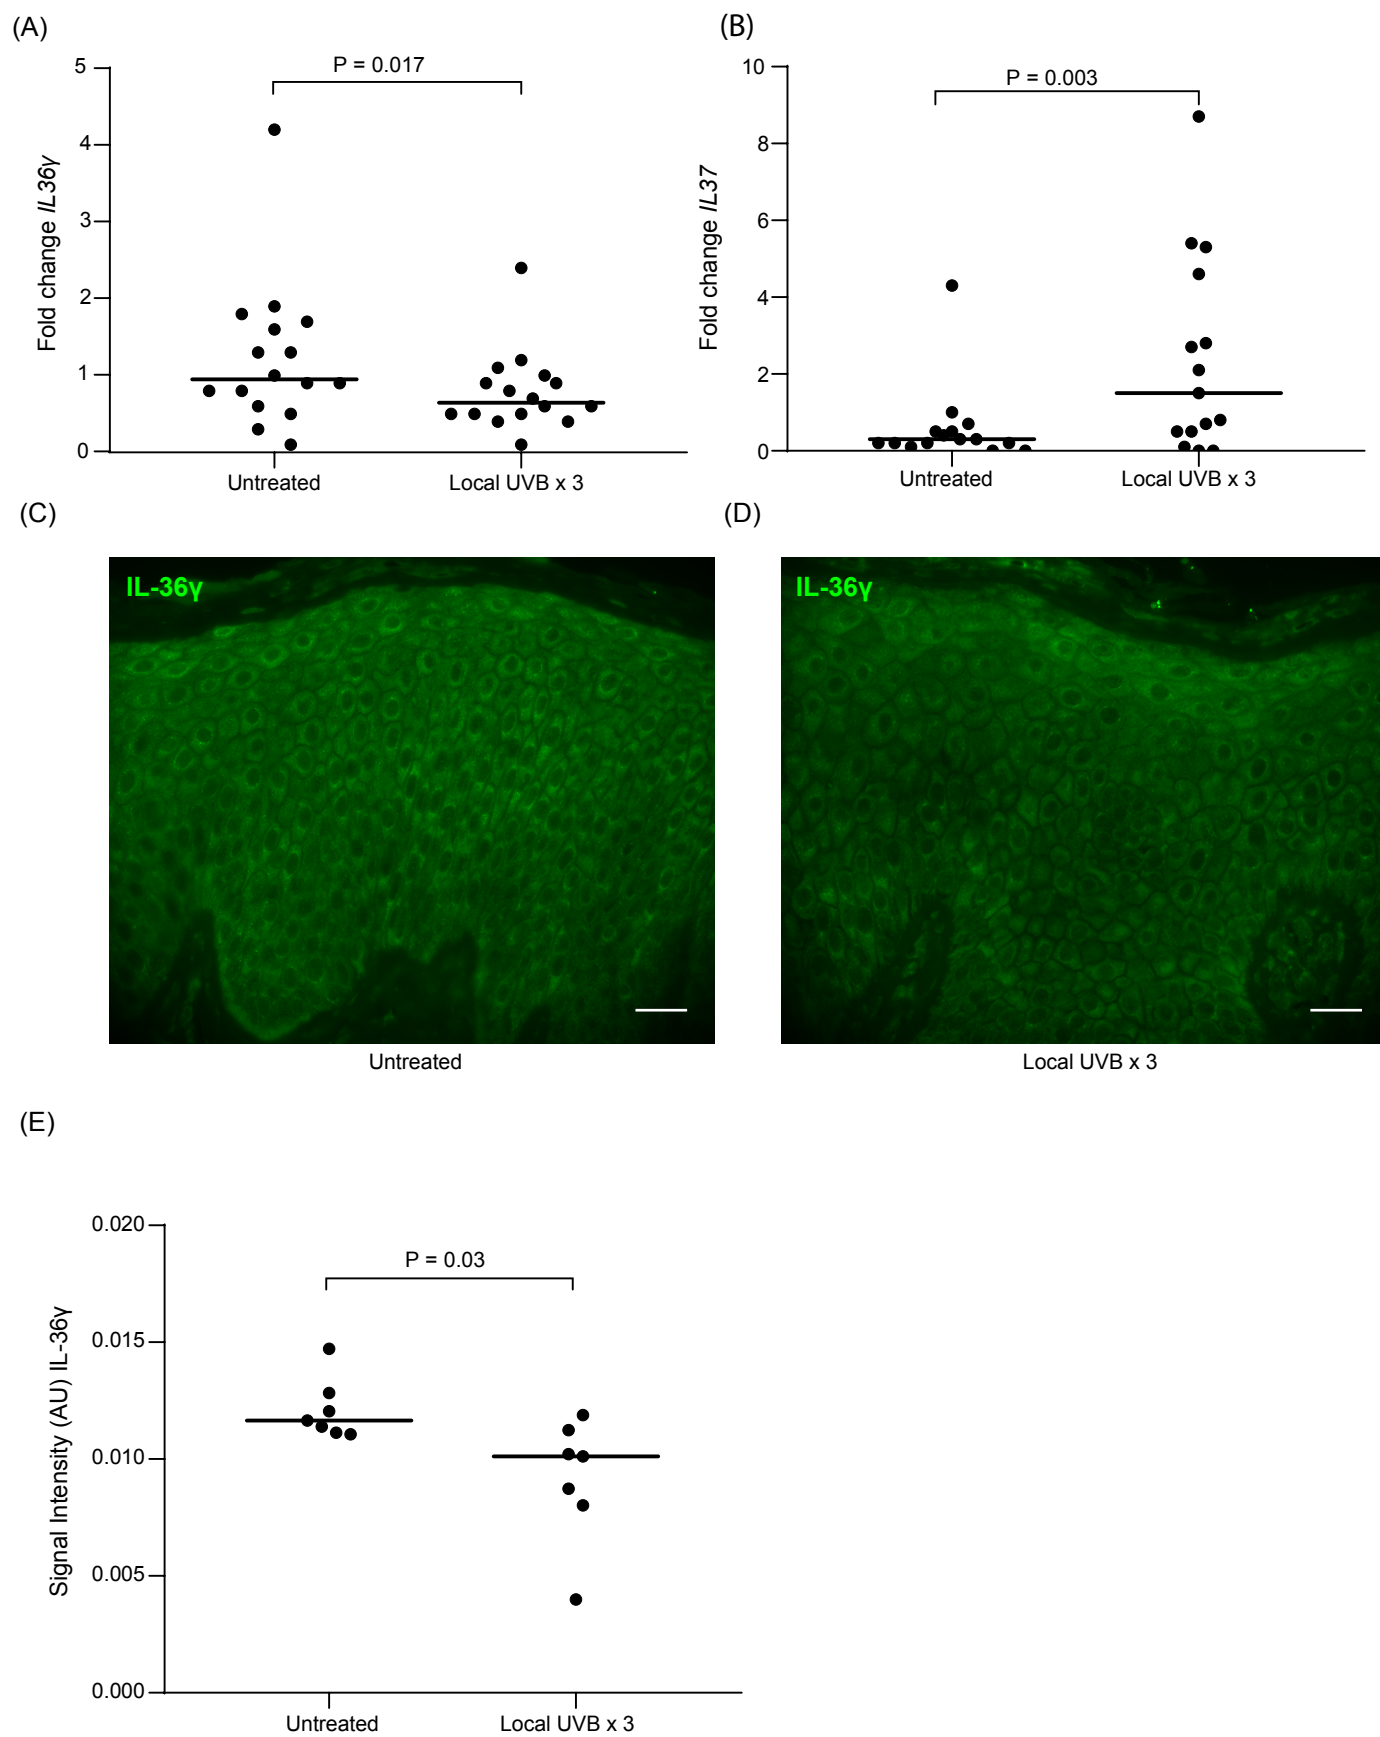 (A)
P = 0.017
5
4
3
2
1
0
Fold change IL36γ
Untreated
Local UVB x 3
(B)
P = 0.003
10
8
6
4
2
0
Fold change IL37
Untreated
Local UVB x 3
(C)
IL-36γ
Untreated
(D)
IL-36γ
Local UVB x 3
(E)
P = 0.03
0.020
0.015
0.010
0.005
0.000
Signal Intensity (AU) IL-36γ
Untreated
Local UVB x 3